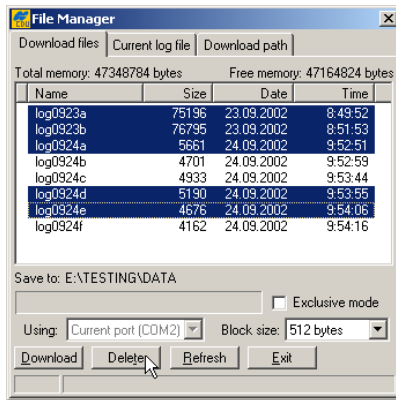 File Manager
Download files Current log file Download path
Total memory: 47348784 bytes Free memory: 47164824 bytes
Name Size Date Time
log0923a 75196 23.09.2002 8:49:52
log0923b 76795 23.09.2002 8:51:53
log0924a 5661 24.09.2002 9:52:51
log0924b 4701 24.09.2002 9:52:59
log0924c 4933 24.09.2002 9:53:44
log0924d 5190 24.09.2002 9:53:55
log0924e 4676 24.09.2002 9:54:06
log0924f 4162 24.09.2002 9:54:16
Save to: E:\TESTING\DATA
Exclusive mode
Using: Current port (COM2) Block size: 512 bytes
Download Delete Refresh Exit